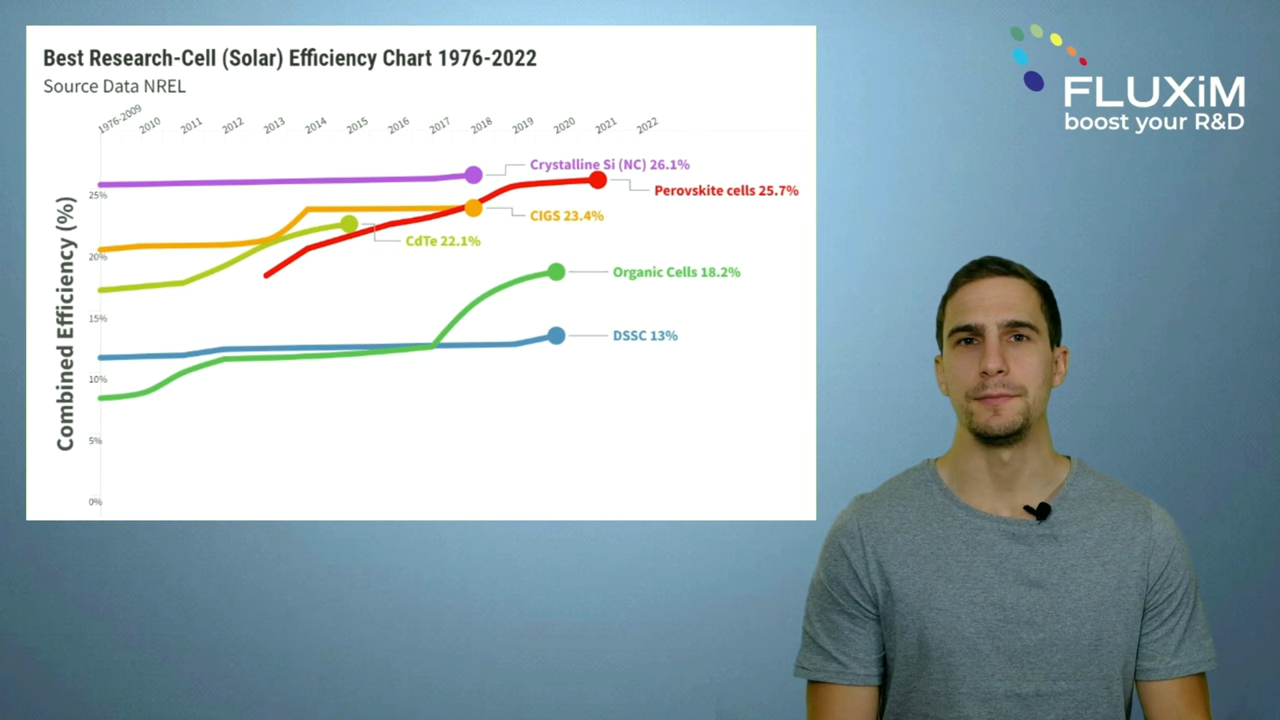 Best Research-Cell (Solar) Efficiency Chart 1976-2022
Source Data NREL
1976-2009 2010 2011 2012 2013 2014 2015 2016 2017 2018 2019 2020 2021 2022
Crystalline Si (NC) 26.1%
Perovskite cells 25.7%
CIGS 23.4%
CdTe 22.1%
Organic Cells 18.2%
DSSC 13%
Combined Efficiency (%)
25%
20%
15%
10%
5%
0%
FLUXiM
boost your R&D